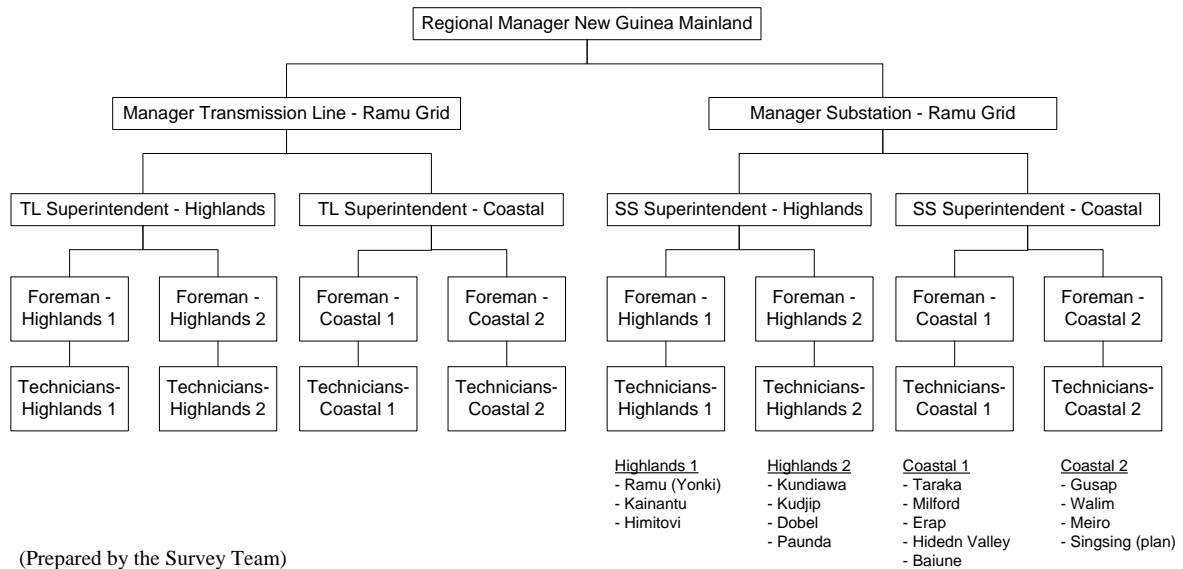 Regional Manager New Guinea Mainland
Manager Transmission Line - Ramu Grid
Manager Substation - Ramu Grid
TL Superintendent - Highlands
TL Superintendent - Coastal
SS Superintendent - Highlands
SS Superintendent - Coastal
Foreman -
Highlands 1
Foreman -
Highlands 2
Foreman -
Coastal 1
Foreman -
Coastal 2
Foreman -
Highlands 1
Foreman -
Highlands 2
Foreman -
Coastal 1
Foreman -
Coastal 2
Technicians-
Highlands 1
Technicians-
Highlands 2
Technicians-
Coastal 1
Technicians-
Coastal 2
Technicians-
Highlands 1
Technicians-
Highlands 2
Technicians-
Coastal 1
Technicians-
Coastal 2
Highlands 1
- Ramu (Yonki)
- Kainantu
- Himitovi
Highlands 2
- Kundiawa
- Kudjip
- Dobel
- Paunda
Coastal 1
- Taraka
- Milford
- Erap
- Hidedn Valley
- Baiune
Coastal 2
- Gusap
- Walim
- Meiro
- Singsing (plan)
(Prepared by the Survey Team)